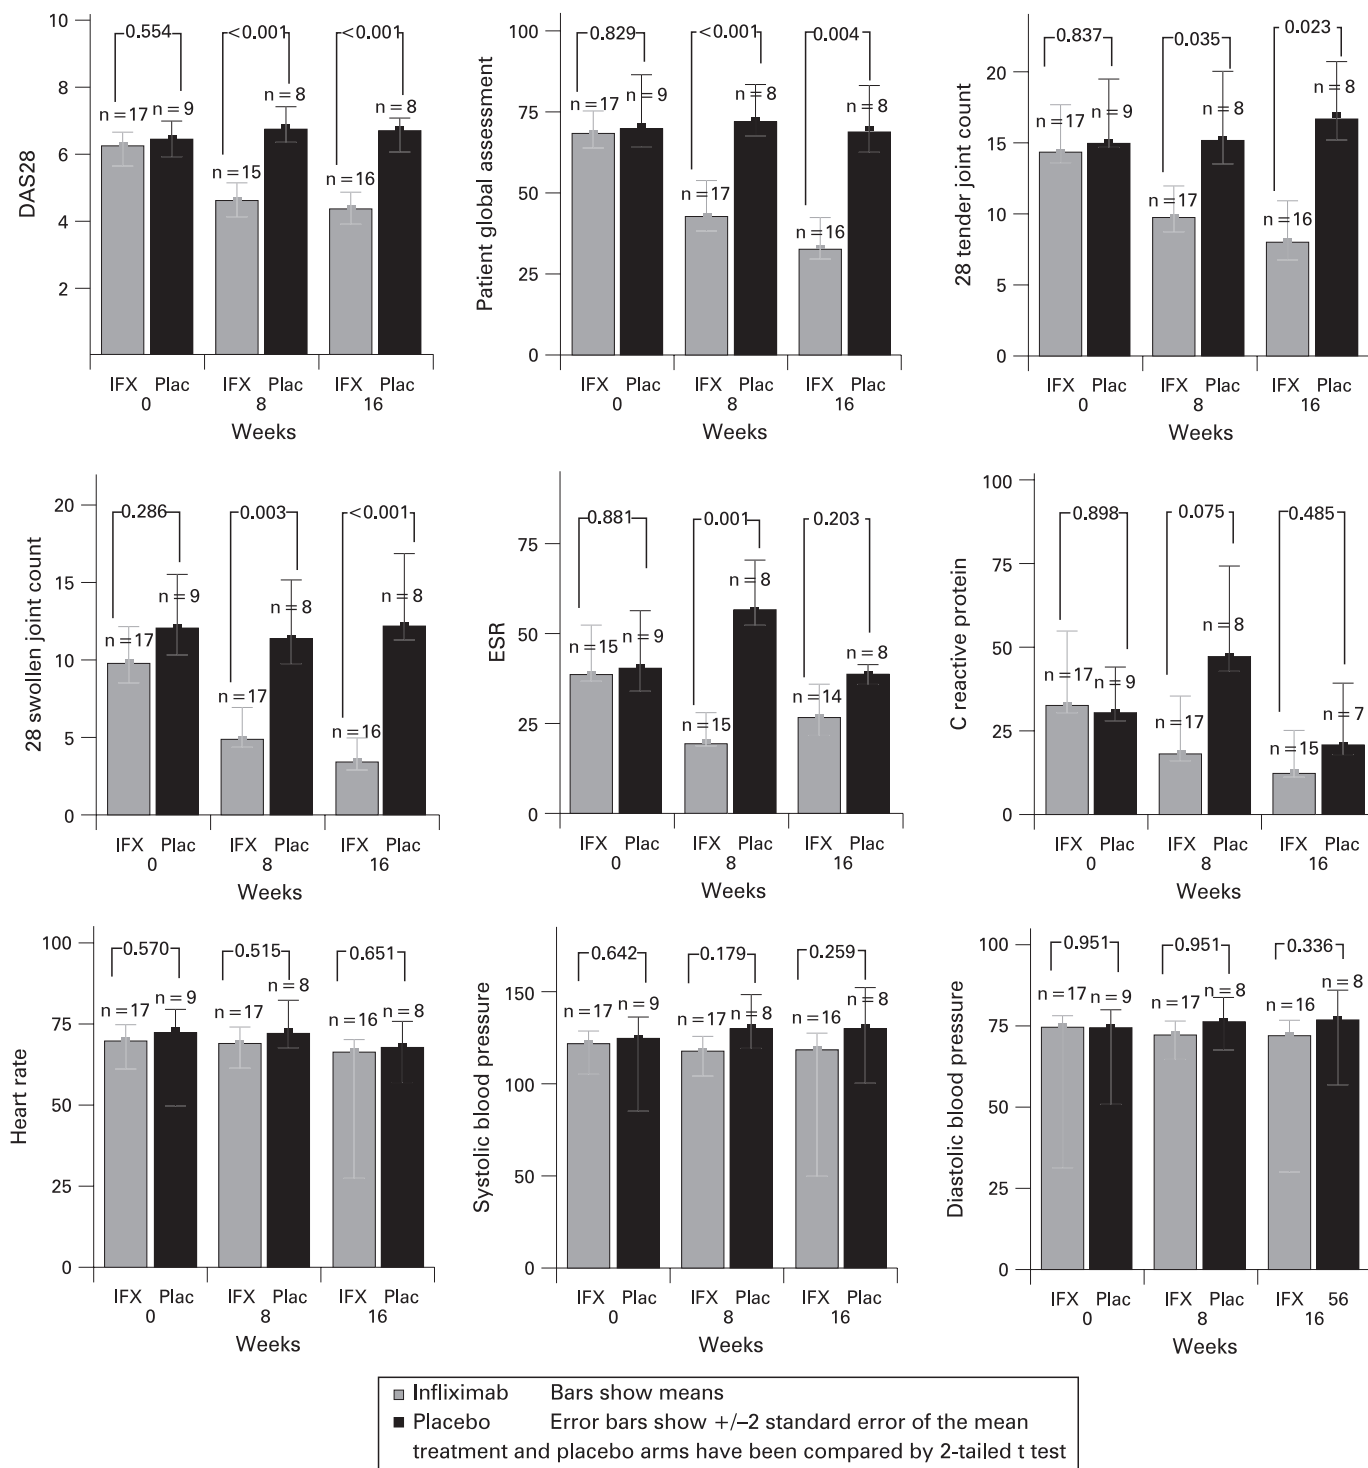 DAS28
10
8
6
4
2
0.554
<0.001
<0.001
n=17
n=9
n=15
n=8
n=16
n=8
IFX Plac IFX Plac IFX Plac
0 8 16
Weeks
Patient global assessment
100
75
50
25
0
0.829
<0.001
0.004
n=17
n=9
n=17
n=8
n=16
n=8
IFX Plac IFX Plac IFX Plac
0 8 16
Weeks
28 tender joint count
20
15
10
5
0
0.837
0.035
0.023
n=17
n=9
n=17
n=8
n=16
n=8
IFX Plac IFX Plac IFX Plac
0 8 16
Weeks
28 swollen joint count
20
15
10
5
0
0.286
0.003
<0.001
n=17
n=9
n=17
n=8
n=16
n=8
IFX Plac IFX Plac IFX Plac
0 8 16
Weeks
ESR
75
50
25
0
0.881
0.001
0.203
n=15
n=9
n=15
n=8
n=14
n=8
IFX Plac IFX Plac IFX Plac
0 8 16
Weeks
C reactive protein
100
75
50
25
0
0.898
0.075
0.485
n=17
n=9
n=17
n=8
n=15
n=7
IFX Plac IFX Plac IFX Plac
0 8 16
Weeks
Heart rate
100
75
50
25
0
0.570
0.515
0.651
n=17
n=9
n=17
n=8
n=16
n=8
IFX Plac IFX Plac IFX Plac
0 8 16
Weeks
Systolic blood pressure
150
100
50
0
0.642
0.179
0.259
n=17
n=9
n=17
n=8
n=16
n=8
IFX Plac IFX Plac IFX Plac
0 8 16
Weeks
Diastolic blood pressure
100
75
50
25
0
0.951
0.951
0.336
n=17
n=9
n=17
n=8
n=16
n=8
IFX Plac IFX Plac IFX 56
0 8 16
Weeks
Infliximab Bars show means
Placebo Error bars show +/–2 standard error of the mean
treatment and placebo arms have been compared by 2-tailed t test